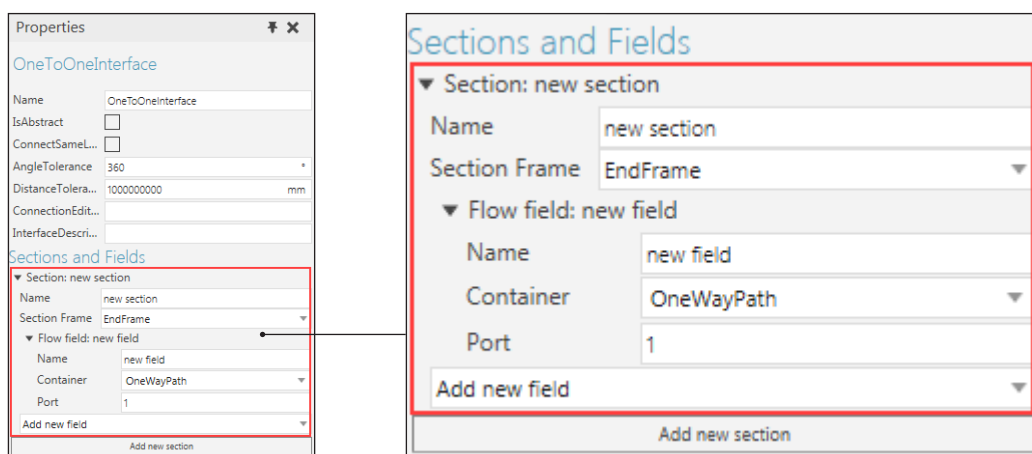 Properties
OneToOneInterface
Name OneToOneInterface
IsAbstract
ConnectSameL...
AngleTolerance 360 °
DistanceTolera... 1000000000 mm
ConnectionEdit...
InterfaceDescri...
Sections and Fields
Section: new section
Name new section
Section Frame EndFrame
Flow field: new field
Name new field
Container OneWayPath
Port 1
Add new field
Add new section
Sections and Fields
Section: new section
Name new section
Section Frame EndFrame
Flow field: new field
Name new field
Container OneWayPath
Port 1
Add new field
Add new section